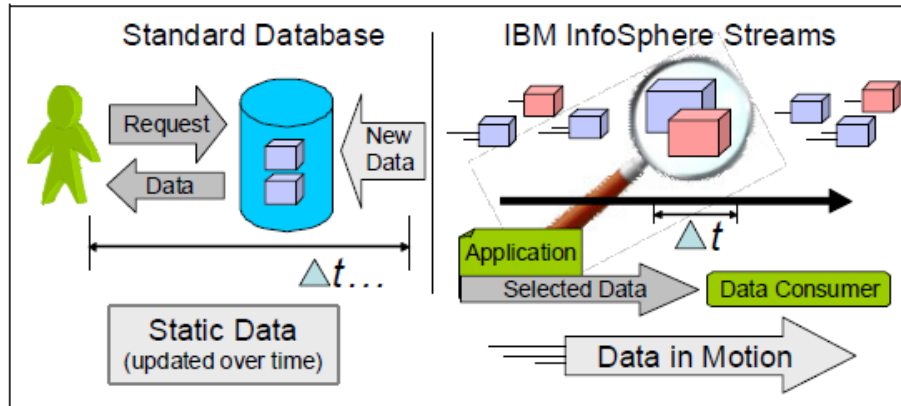 Standard Database
Request
Data
New
Data
△t...
Static Data
(updated over time)
IBM InfoSphere Streams
△t
Application
Selected Data
Data Consumer
Data in Motion